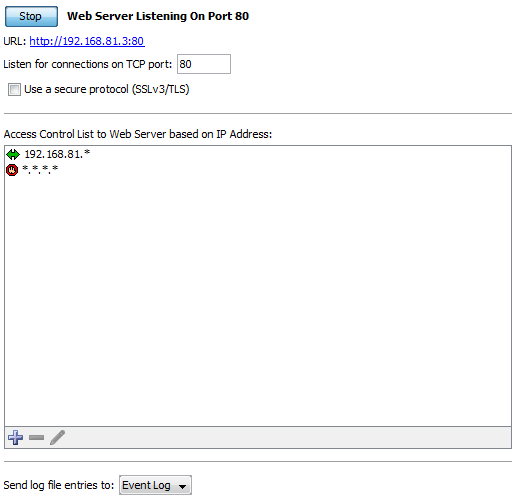 Stop Web Server Listening On Port 80
URL: http://192.168.81.3:80
Listen for connections on TCP port: 80
Use a secure protocol (SSLv3/TLS)
Access Control List to Web Server based on IP Address:
192.168.81.*
*.*.*.*
Send log file entries to: Event Log